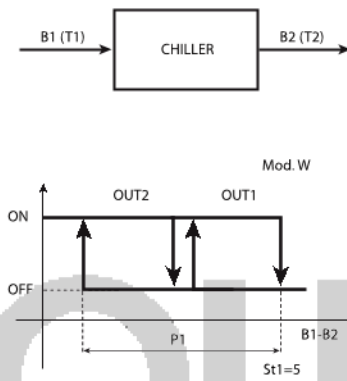 B1 (T1)
CHILLER
B2 (T2)
Mod. W
OUT2
OUT1
ON
OFF
P1
B1-B2
St1=5